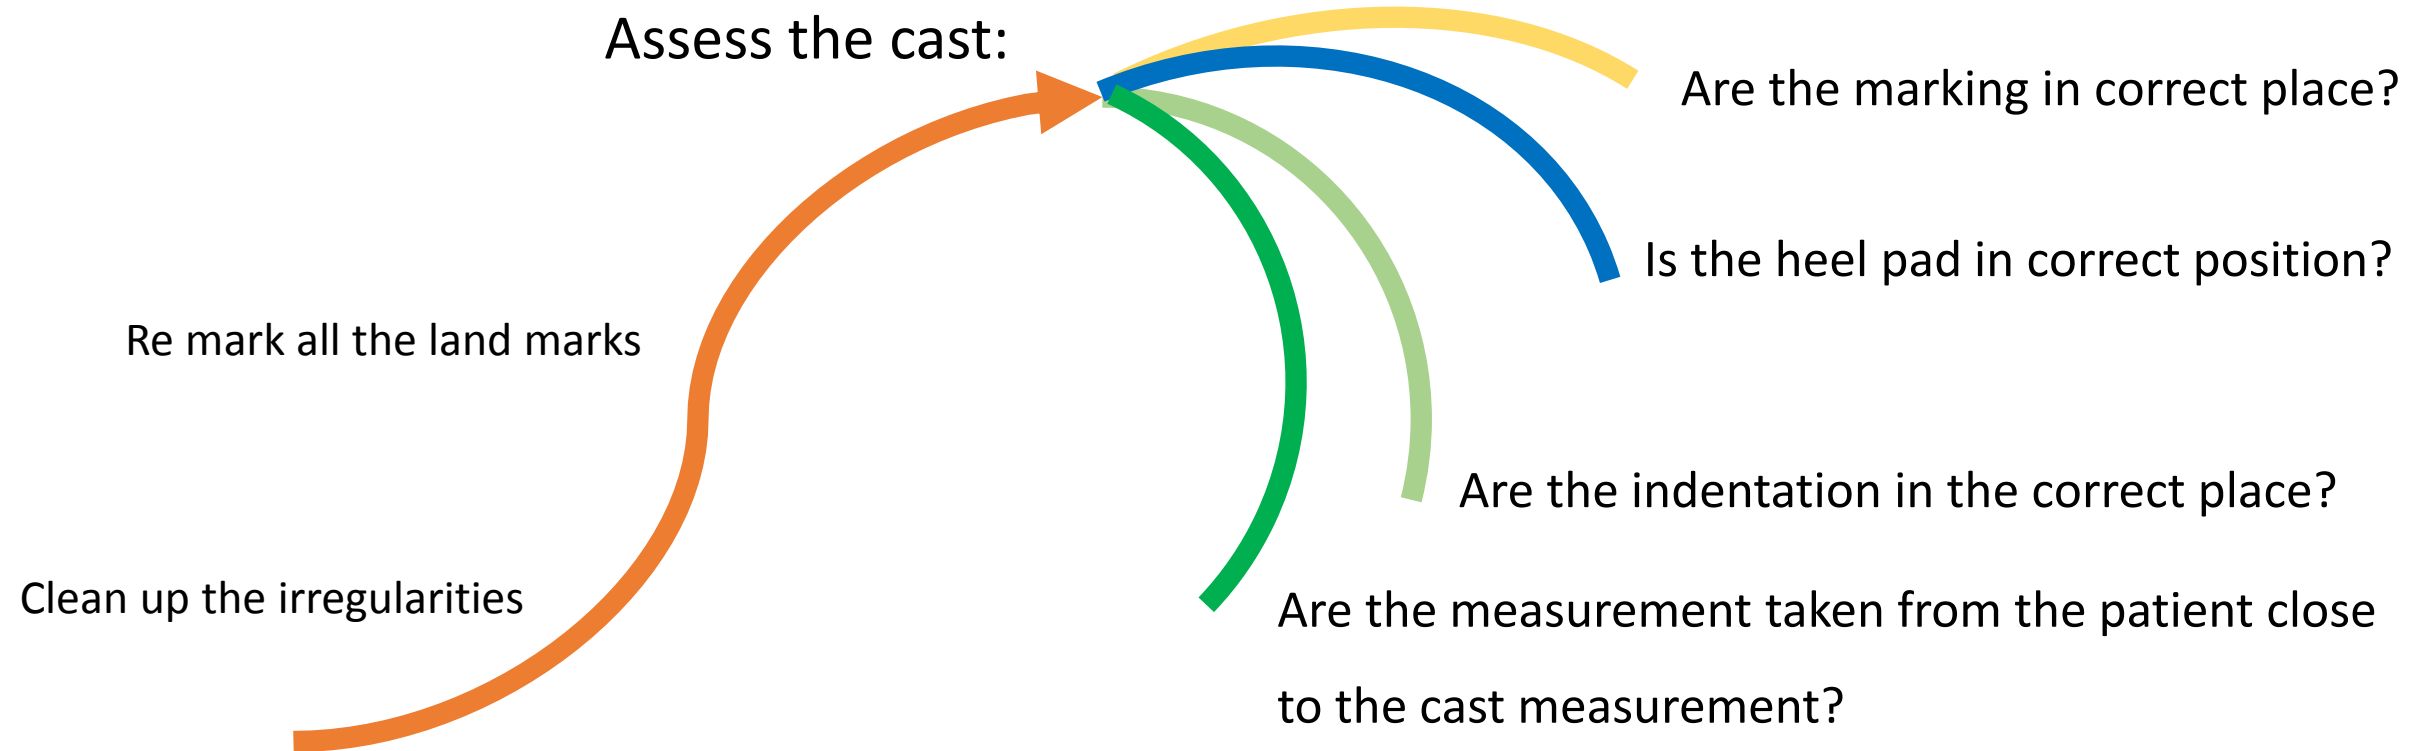 Assess the cast:
Are the marking in correct place?
Is the heel pad in correct position?
Re mark all the land marks
Are the indentation in the correct place?
Clean up the irregularities
Are the measurement taken from the patient close
to the cast measurement?